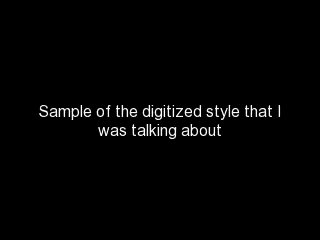 Sample of the digitized style that I
was talking about